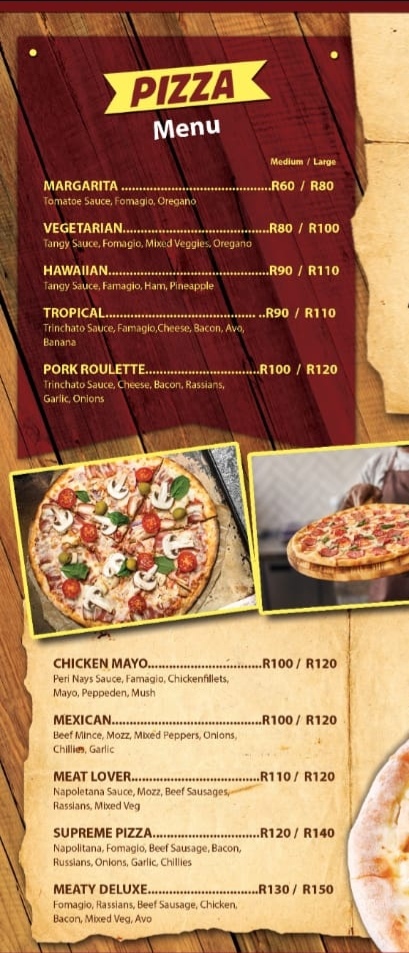 PIZZA
Menu
Medium / Large
MARGARITA ..........................................R60 / R80
Tomatoe Sauce, Fomagio, Oregano
VEGETARIAN.........................................R80 / R100
Tangy Sauce, Fomagio, Mixed Veggies, Oregano
HAWAIIAN.............................................R90 / R110
Tangy Sauce, Famagio, Ham, Pineapple
TROPICAL.......................................... ..R90 / R110
Trinchato Sauce, Famagio,Cheese, Bacon, Avo,
Banana
PORK ROULETTE................................R100 / R120
Trinchato Sauce, Cheese, Bacon, Rassians,
Garlic, Onions
CHICKEN MAYO................................R100 / R120
Peri Nays Sauce, Famagio, Chickenfillets,
Mayo, Peppeden, Mush
MEXICAN..........................................R100 / R120
Beef Mince, Mozz, Mixed Peppers, Onions,
Chillies, Garlic
MEAT LOVER....................................R110 / R120
Napoletana Sauce, Mozz, Beef Sausages,
Rassians, Mixed Veg
SUPREME PIZZA..............................R120 / R140
Napolitana, Fomagio, Beef Sausage, Bacon,
Russians, Onions, Garlic, Chillies
MEATY DELUXE...............................R130 / R150
Fomagio, Rassians, Beef Sausage, Chicken,
Bacon, Mixed Veg, Avo